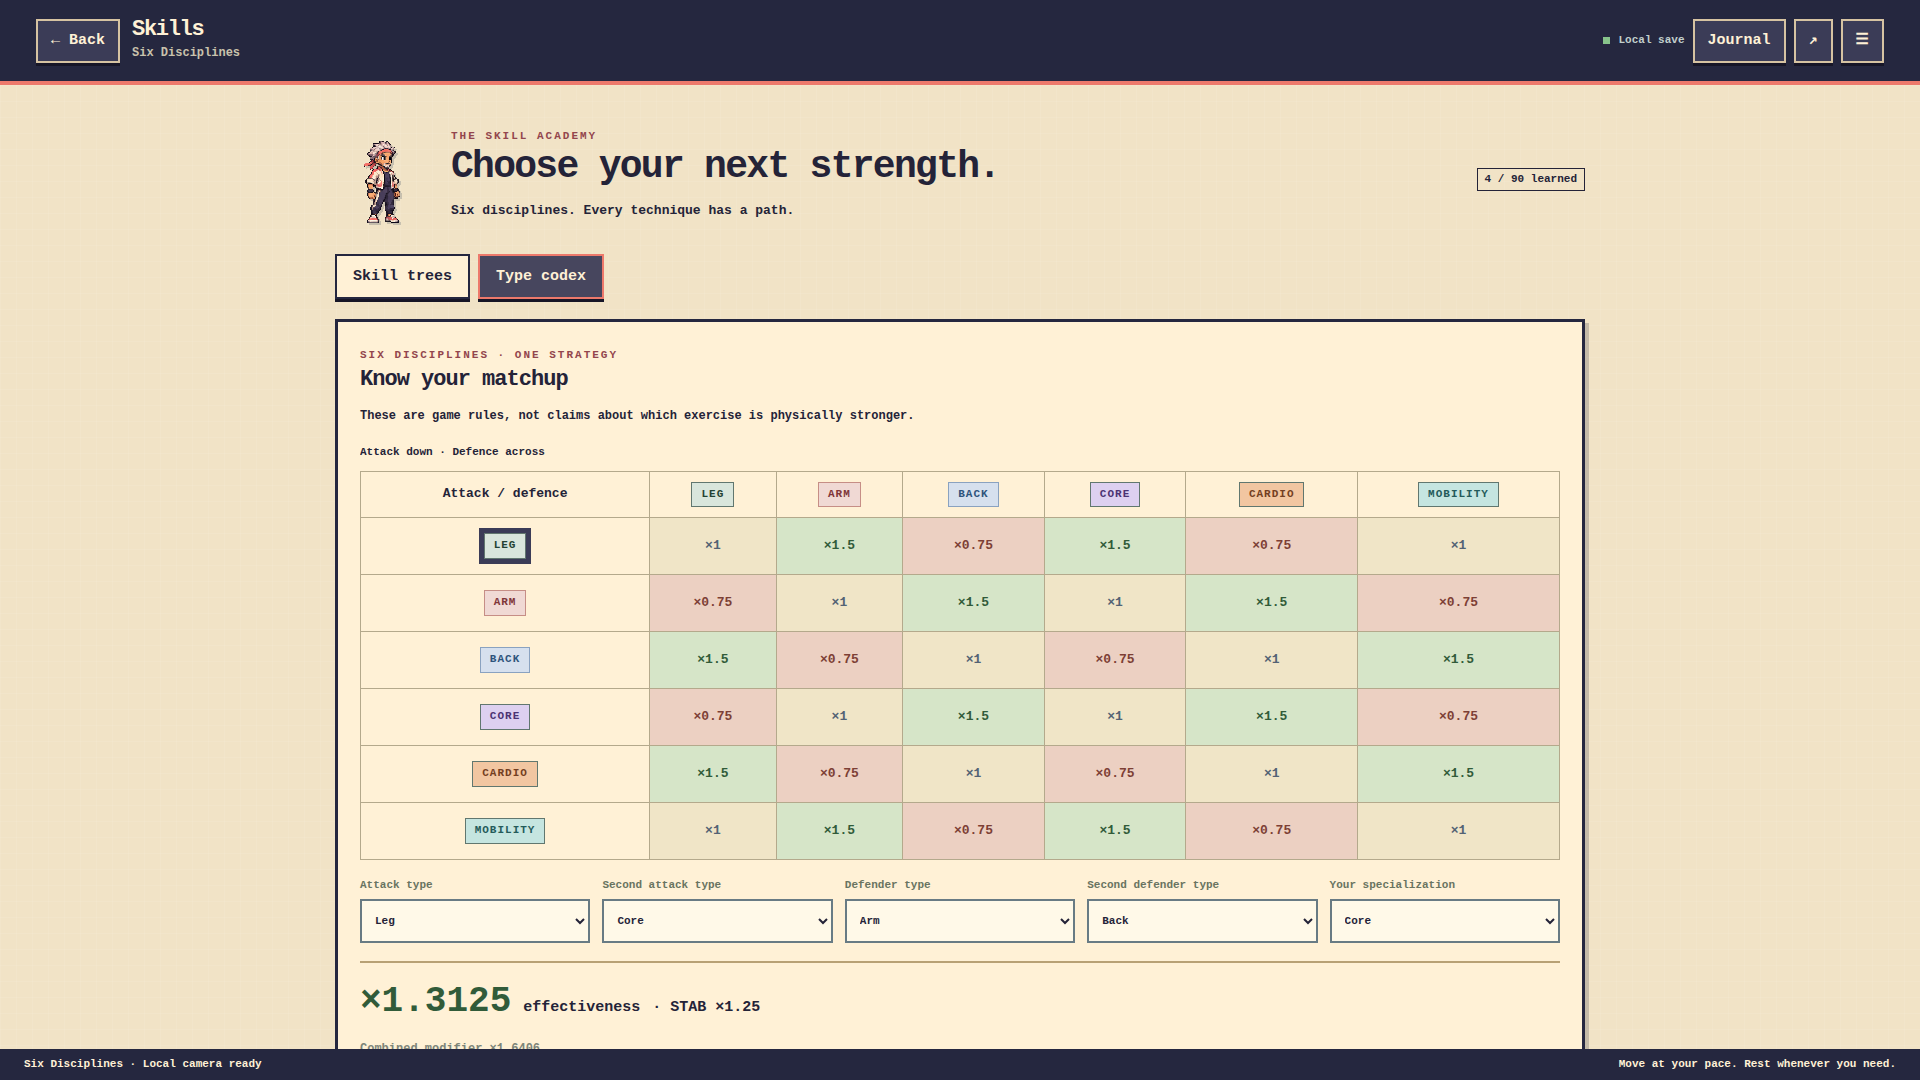 ← Back
Skills
Six Disciplines
Local save
Journal
↗
☰
THE SKILL ACADEMY
Choose your next strength.
Six disciplines. Every technique has a path.
4 / 90 learned
Skill trees
Type codex
SIX DISCIPLINES · ONE STRATEGY
Know your matchup
These are game rules, not claims about which exercise is physically stronger.
Attack down · Defence across
Attack / defence LEG ARM BACK CORE CARDIO MOBILITY
LEG ×1 ×1.5 ×0.75 ×1.5 ×0.75 ×1
ARM ×0.75 ×1 ×1.5 ×1 ×1.5 ×0.75
BACK ×1.5 ×0.75 ×1 ×0.75 ×1 ×1.5
CORE ×0.75 ×1 ×1.5 ×1 ×1.5 ×0.75
CARDIO ×1.5 ×0.75 ×1 ×0.75 ×1 ×1.5
MOBILITY ×1 ×1.5 ×0.75 ×1.5 ×0.75 ×1
Attack type Second attack type Defender type Second defender type Your specialization
Leg Core Arm Back Core
×1.3125 effectiveness · STAB ×1.25
Combined modifier ×1.6406
Six Disciplines · Local camera ready
Move at your pace. Rest whenever you need.